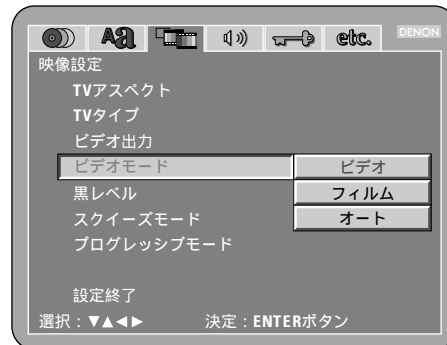 Aあ etc. DENON
映像設定
TVアスペクト
TVタイプ
ビデオ出力
ビデオモード ビデオ
黒レベル フィルム
スクイーズモード オート
プログレッシブモード
設定終了
選択：▼▲◀▶ 決定：ENTERボタン